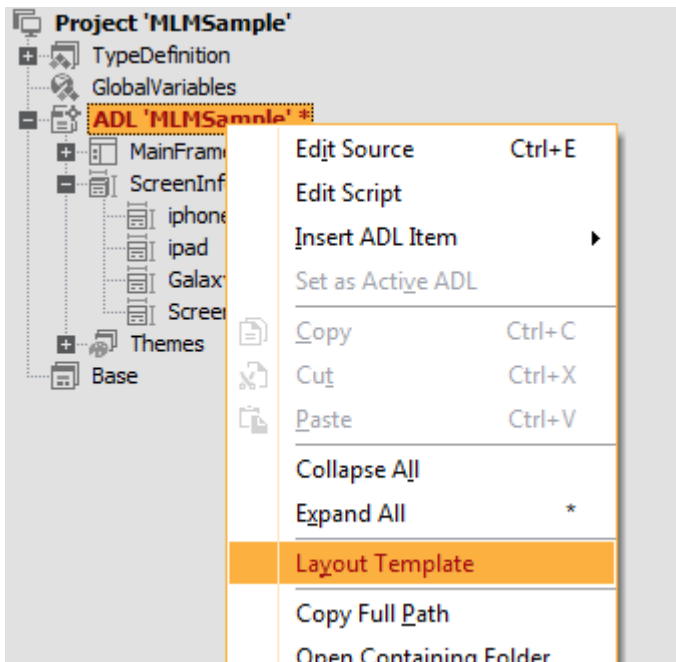 Project 'MLMSample'
TypeDefinition
GlobalVariables
ADL 'MLMSample' *
MainFram
ScreenInf
iphone
ipad
Galax
Screen
Themes
Base
Edit Source Ctrl+E
Edit Script
Insert ADL Item
Set as Active ADL
Copy Ctrl+C
Cut Ctrl+X
Paste Ctrl+V
Collapse All
Expand All *
Layout Template
Copy Full Path
Open Containing Folder